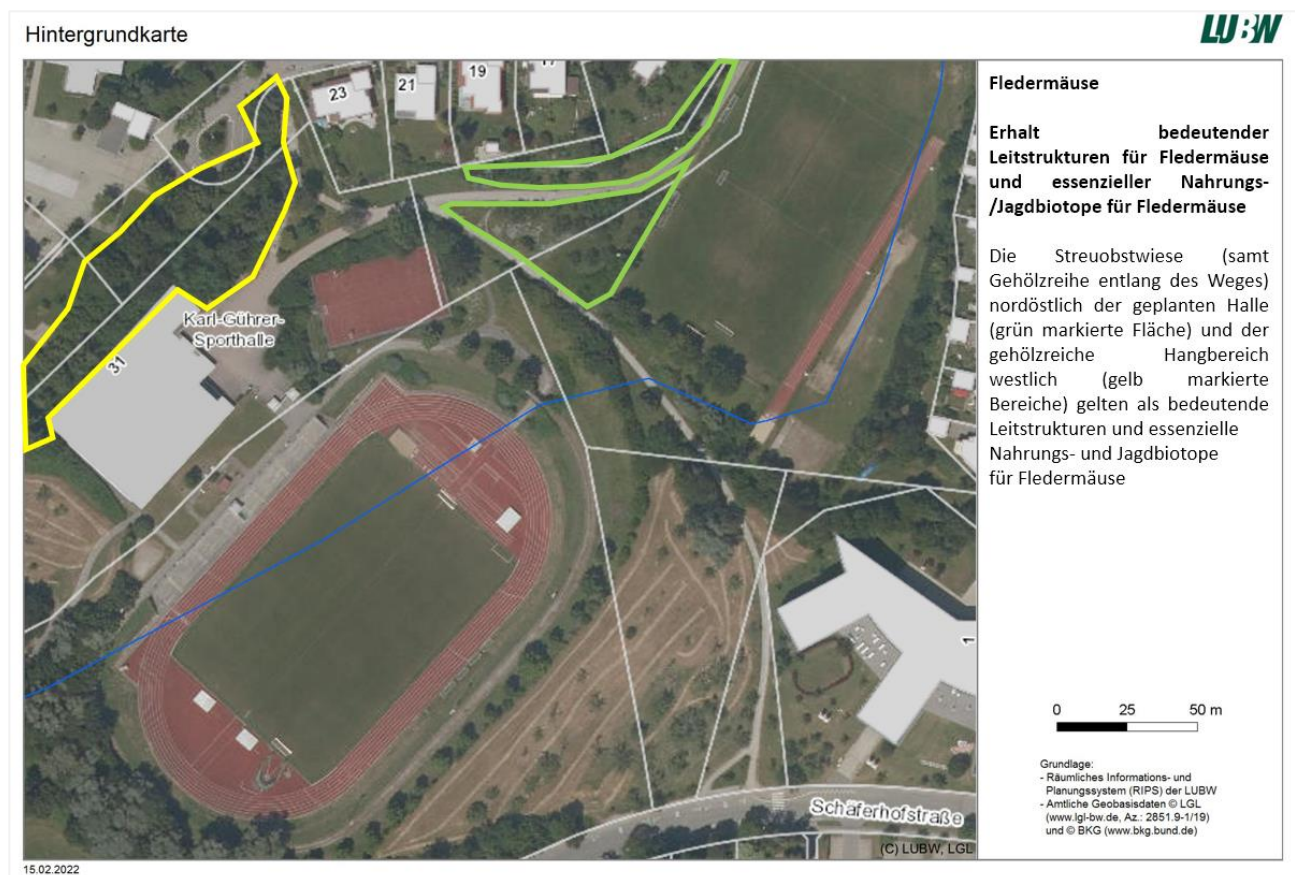 Hintergrundkarte
LUBW
23
21
19
31
Karl-Gührer-
Sporthalle
1
Schäferhofstraße
(C) LUBW, LGL
Fledermäuse
Erhalt bedeutender
Leitstrukturen für Fledermäuse
und essenzieller Nahrungs-
/Jagdbiotope für Fledermäuse
Die Streuobstwiese (samt
Gehölzreihe entlang des Weges)
nordöstlich der geplanten Halle
(grün markierte Fläche) und der
gehölzreiche Hangbereich
westlich (gelb markierte
Bereiche) gelten als bedeutende
Leitstrukturen und essenzielle
Nahrungs- und Jagdbiotope
für Fledermäuse
0 25 50 m
Grundlage:
- Räumliches Informations- und
Planungssystem (RIPS) der LUBW
- Amtliche Geobasisdaten © LGL
(www.lgl-bw.de, Az.: 2851.9-1/19)
und © BKG (www.bkg.bund.de)
15.02.2022